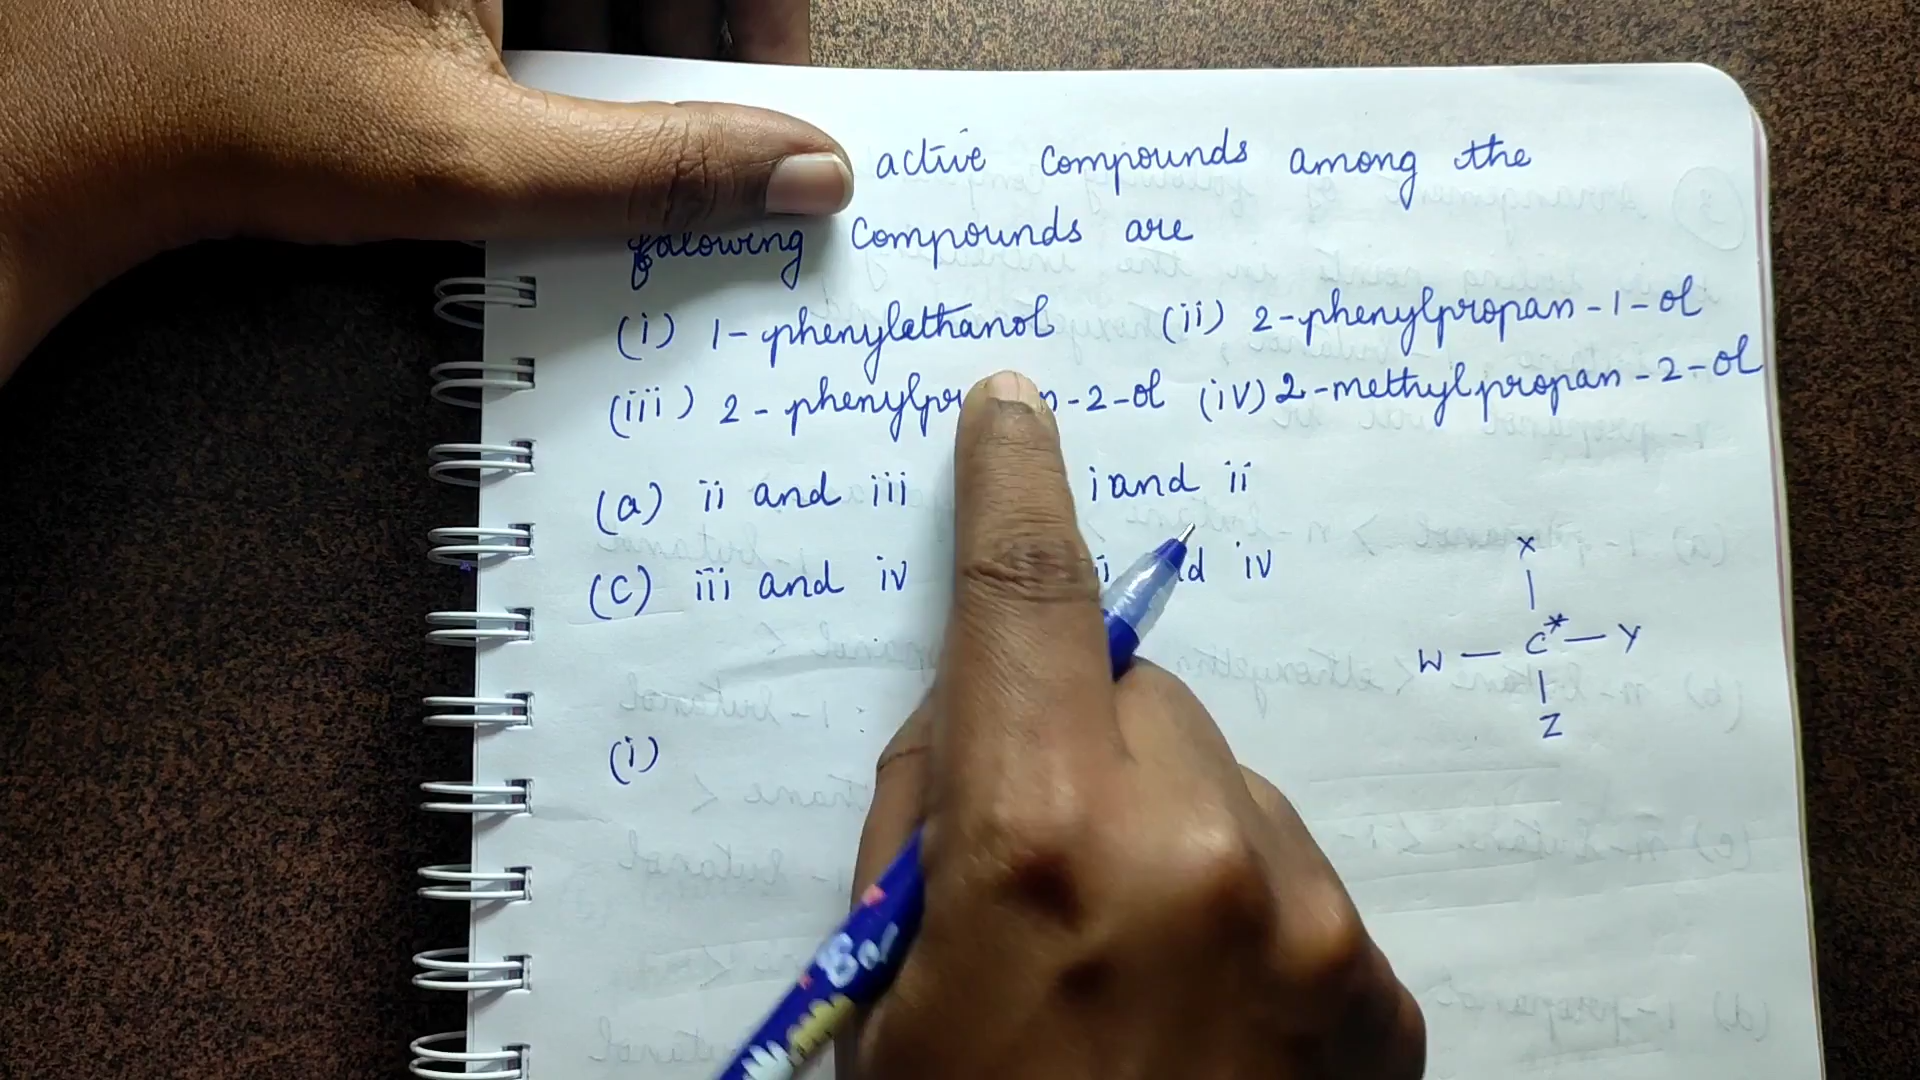 active compounds among the
folowing compounds are
(i) 1-phenylethanol (ii) 2-phenylpropan-1-ol
(iii) 2-phenylpr n-2-ol (iv) 2-methylpropan-2-ol
(a) ii and iii i and ii
(C) iii and iv iv
X
W — C* — Y
Z
(i)